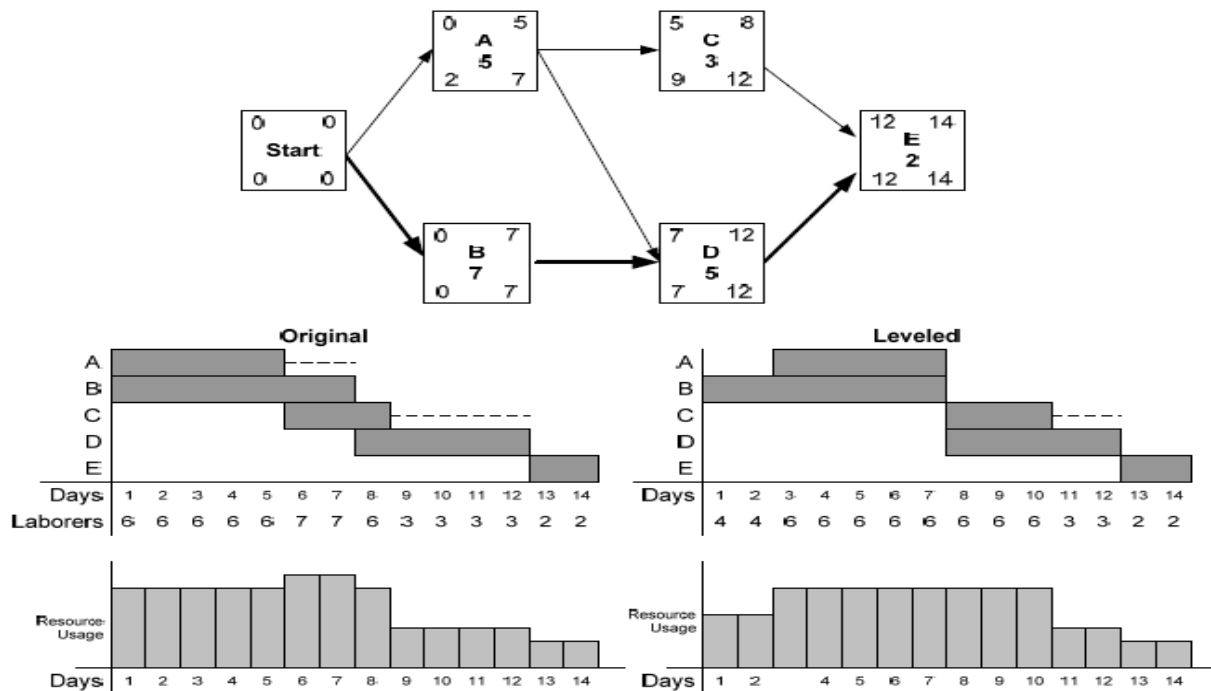 0 5
A
5
2 7
5 8
C
3
9 12
0 0
Start
0 0
12 14
E
2
12 14
0 7
B
7
0 7
7 12
D
5
7 12
Original
A
B
C
D
E
Days 1 2 3 4 5 6 7 8 9 10 11 12 13 14
Laborers 6 6 6 6 6 7 7 6 3 3 3 3 2 2
Resource
Usage
Days 1 2 3 4 5 6 7 8 9 10 11 12 13 14
Leveled
A
B
C
D
E
Days 1 2 3 4 5 6 7 8 9 10 11 12 13 14
4 4 6 6 6 6 6 6 6 6 3 3 2 2
Resource
Usage
Days 1 2 4 5 6 7 8 9 10 11 12 13 14